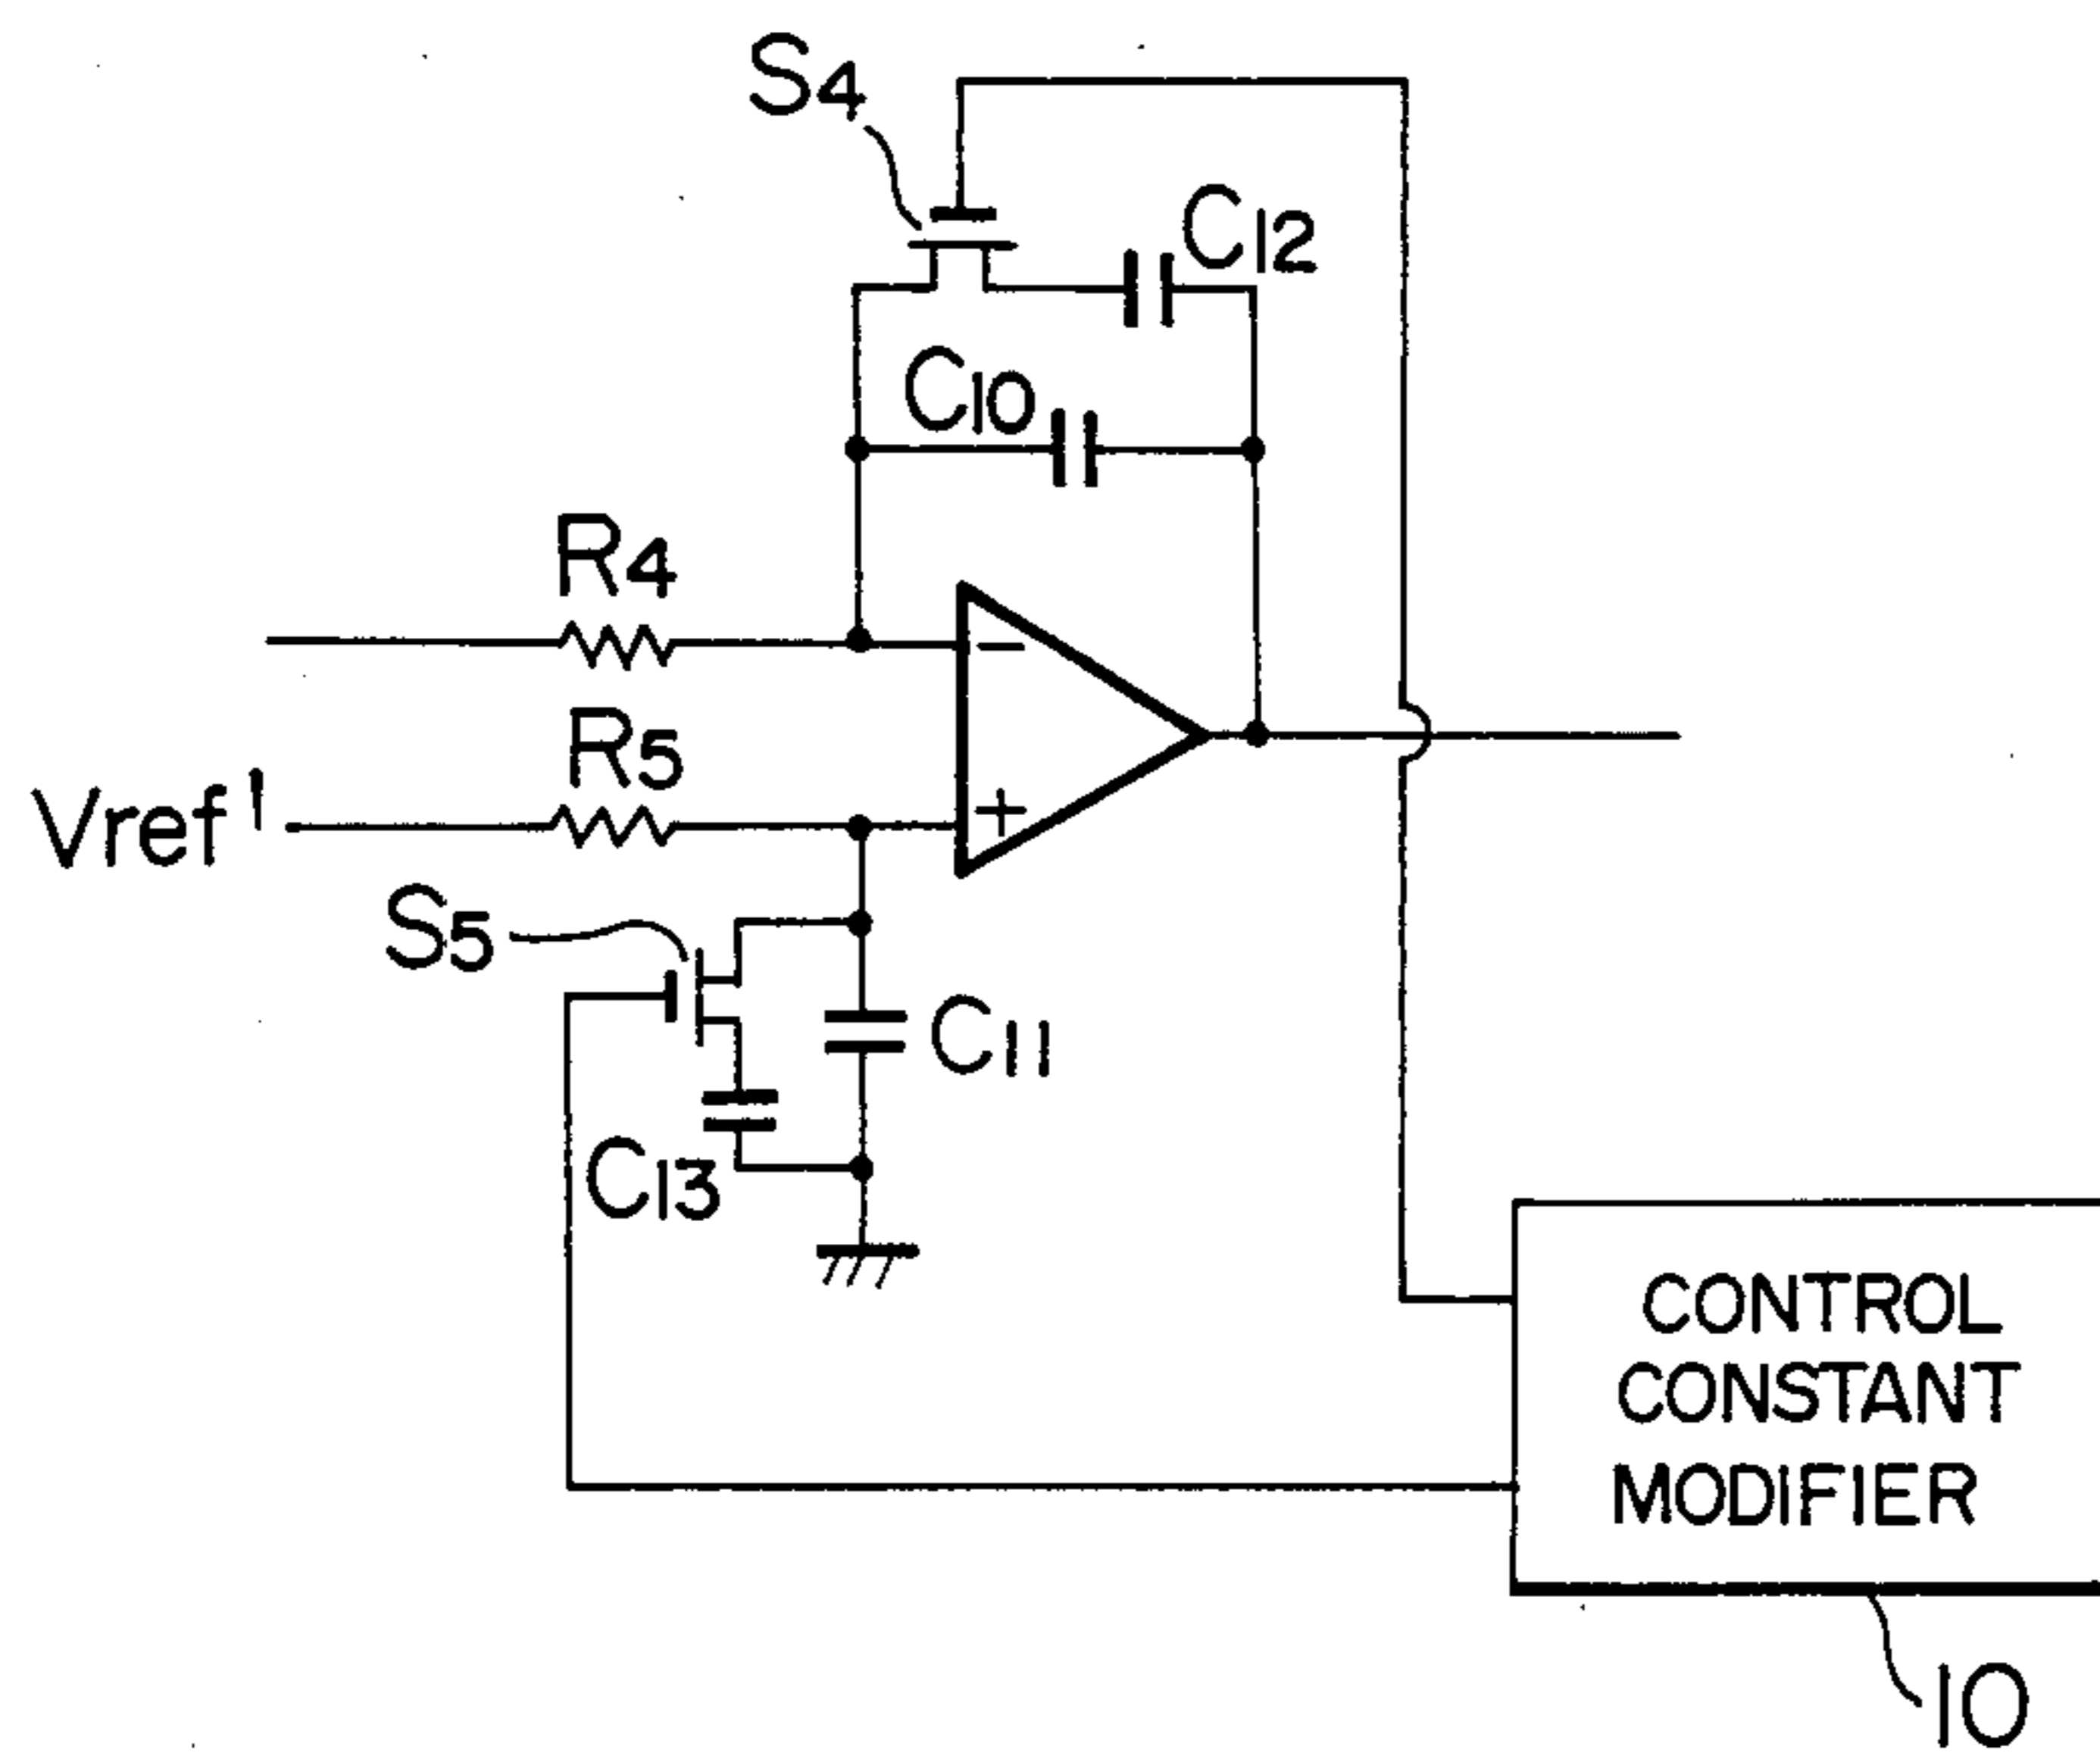 S4
C12
C10
R4
−
R5
Vref'
+
S5
C11
C13
CONTROL
CONSTANT
MODIFIER
10